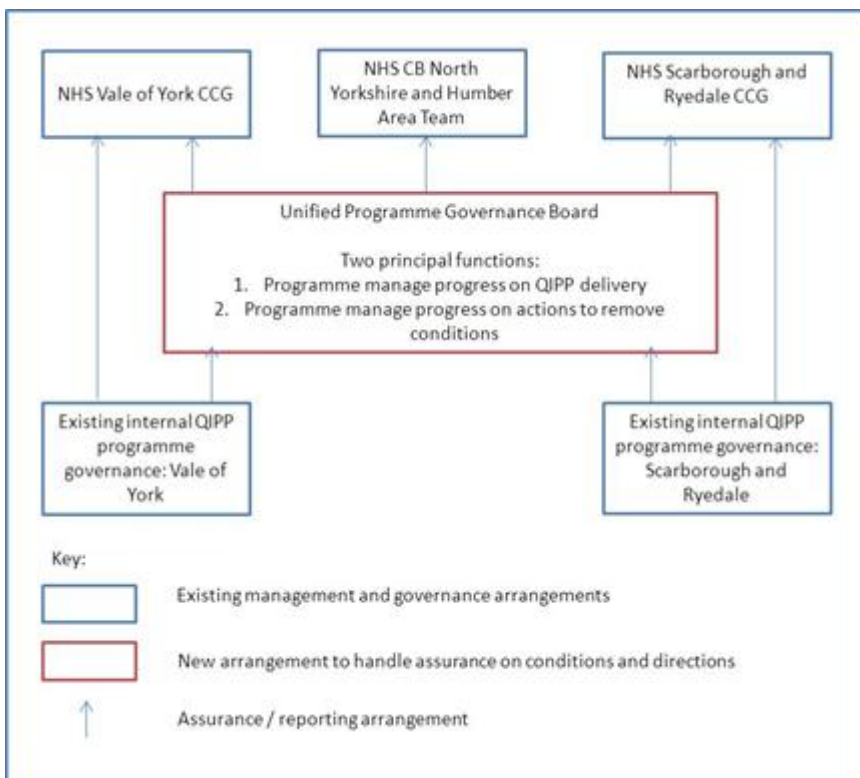 NHS Vale of York CCG
NHS CB North
Yorkshire and Humber
Area Team
NHS Scarborough and
Ryedale CCG
Unified Programme Governance Board
Two principal functions:
1. Programme manage progress on QIPP delivery
2. Programme manage progress on actions to remove
conditions
Existing internal QIPP
programme
governance: Vale of
York
Existing internal QIPP
programme governance:
Scarborough and
Ryedale
Key:
Existing management and governance arrangements
New arrangement to handle assurance on conditions and directions
Assurance / reporting arrangement